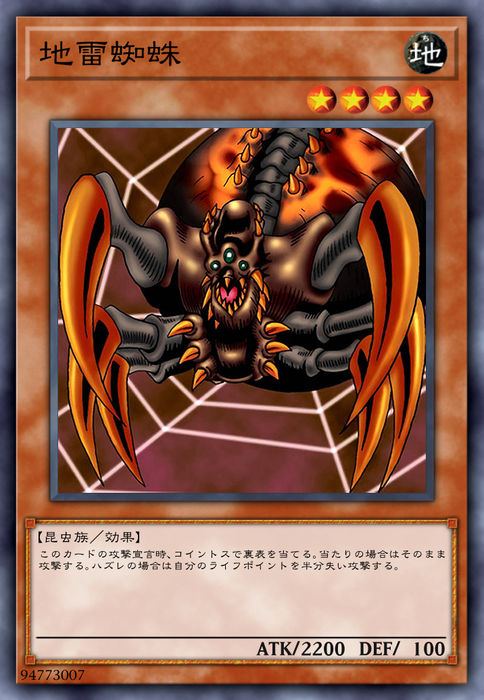 地雷蜘蛛
ち
地
【昆虫族／効果】
このカードの攻撃宣言時、コイントスで裏表を当てる。当たりの場合はそのまま
攻撃する。ハズレの場合は自分のライフポイントを半分失い攻撃する。
ATK/2200 DEF/ 100
94773007